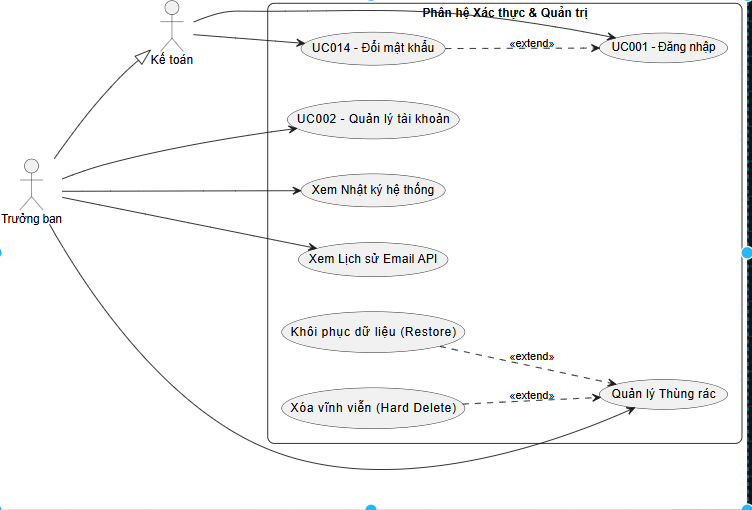 Phân hệ Xác thực & Quản trị
Kế toán
UC014 - Đổi mật khẩu
«extend»
UC001 - Đăng nhập
UC002 - Quản lý tài khoản
Trưởng ban
Xem Nhật ký hệ thống
Xem Lịch sử Email API
Khôi phục dữ liệu (Restore)
«extend»
Xóa vĩnh viễn (Hard Delete)
«extend»
Quản lý Thùng rác